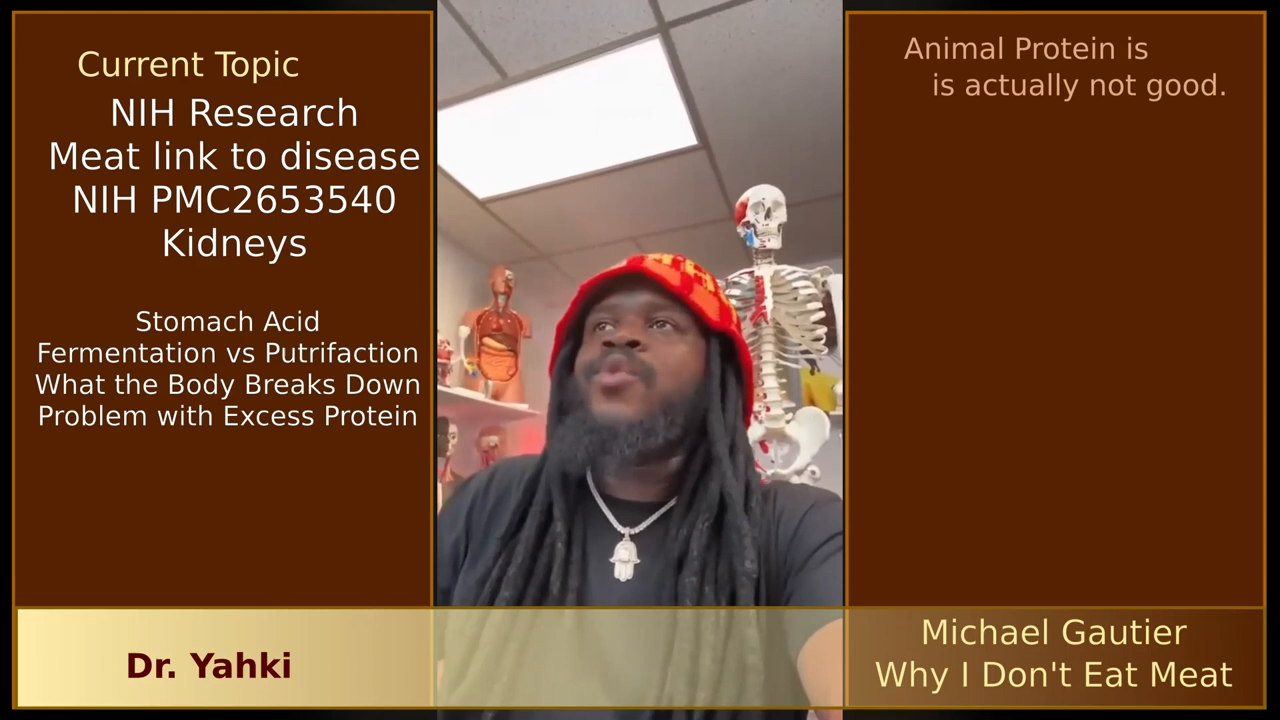 Current Topic
NIH Research
Meat link to disease
NIH PMC2653540
Kidneys
Stomach Acid
Fermentation vs Putrifaction
What the Body Breaks Down
Problem with Excess Protein
Dr. Yahki
Animal Protein is
is actually not good.
Michael Gautier
Why I Don't Eat Meat